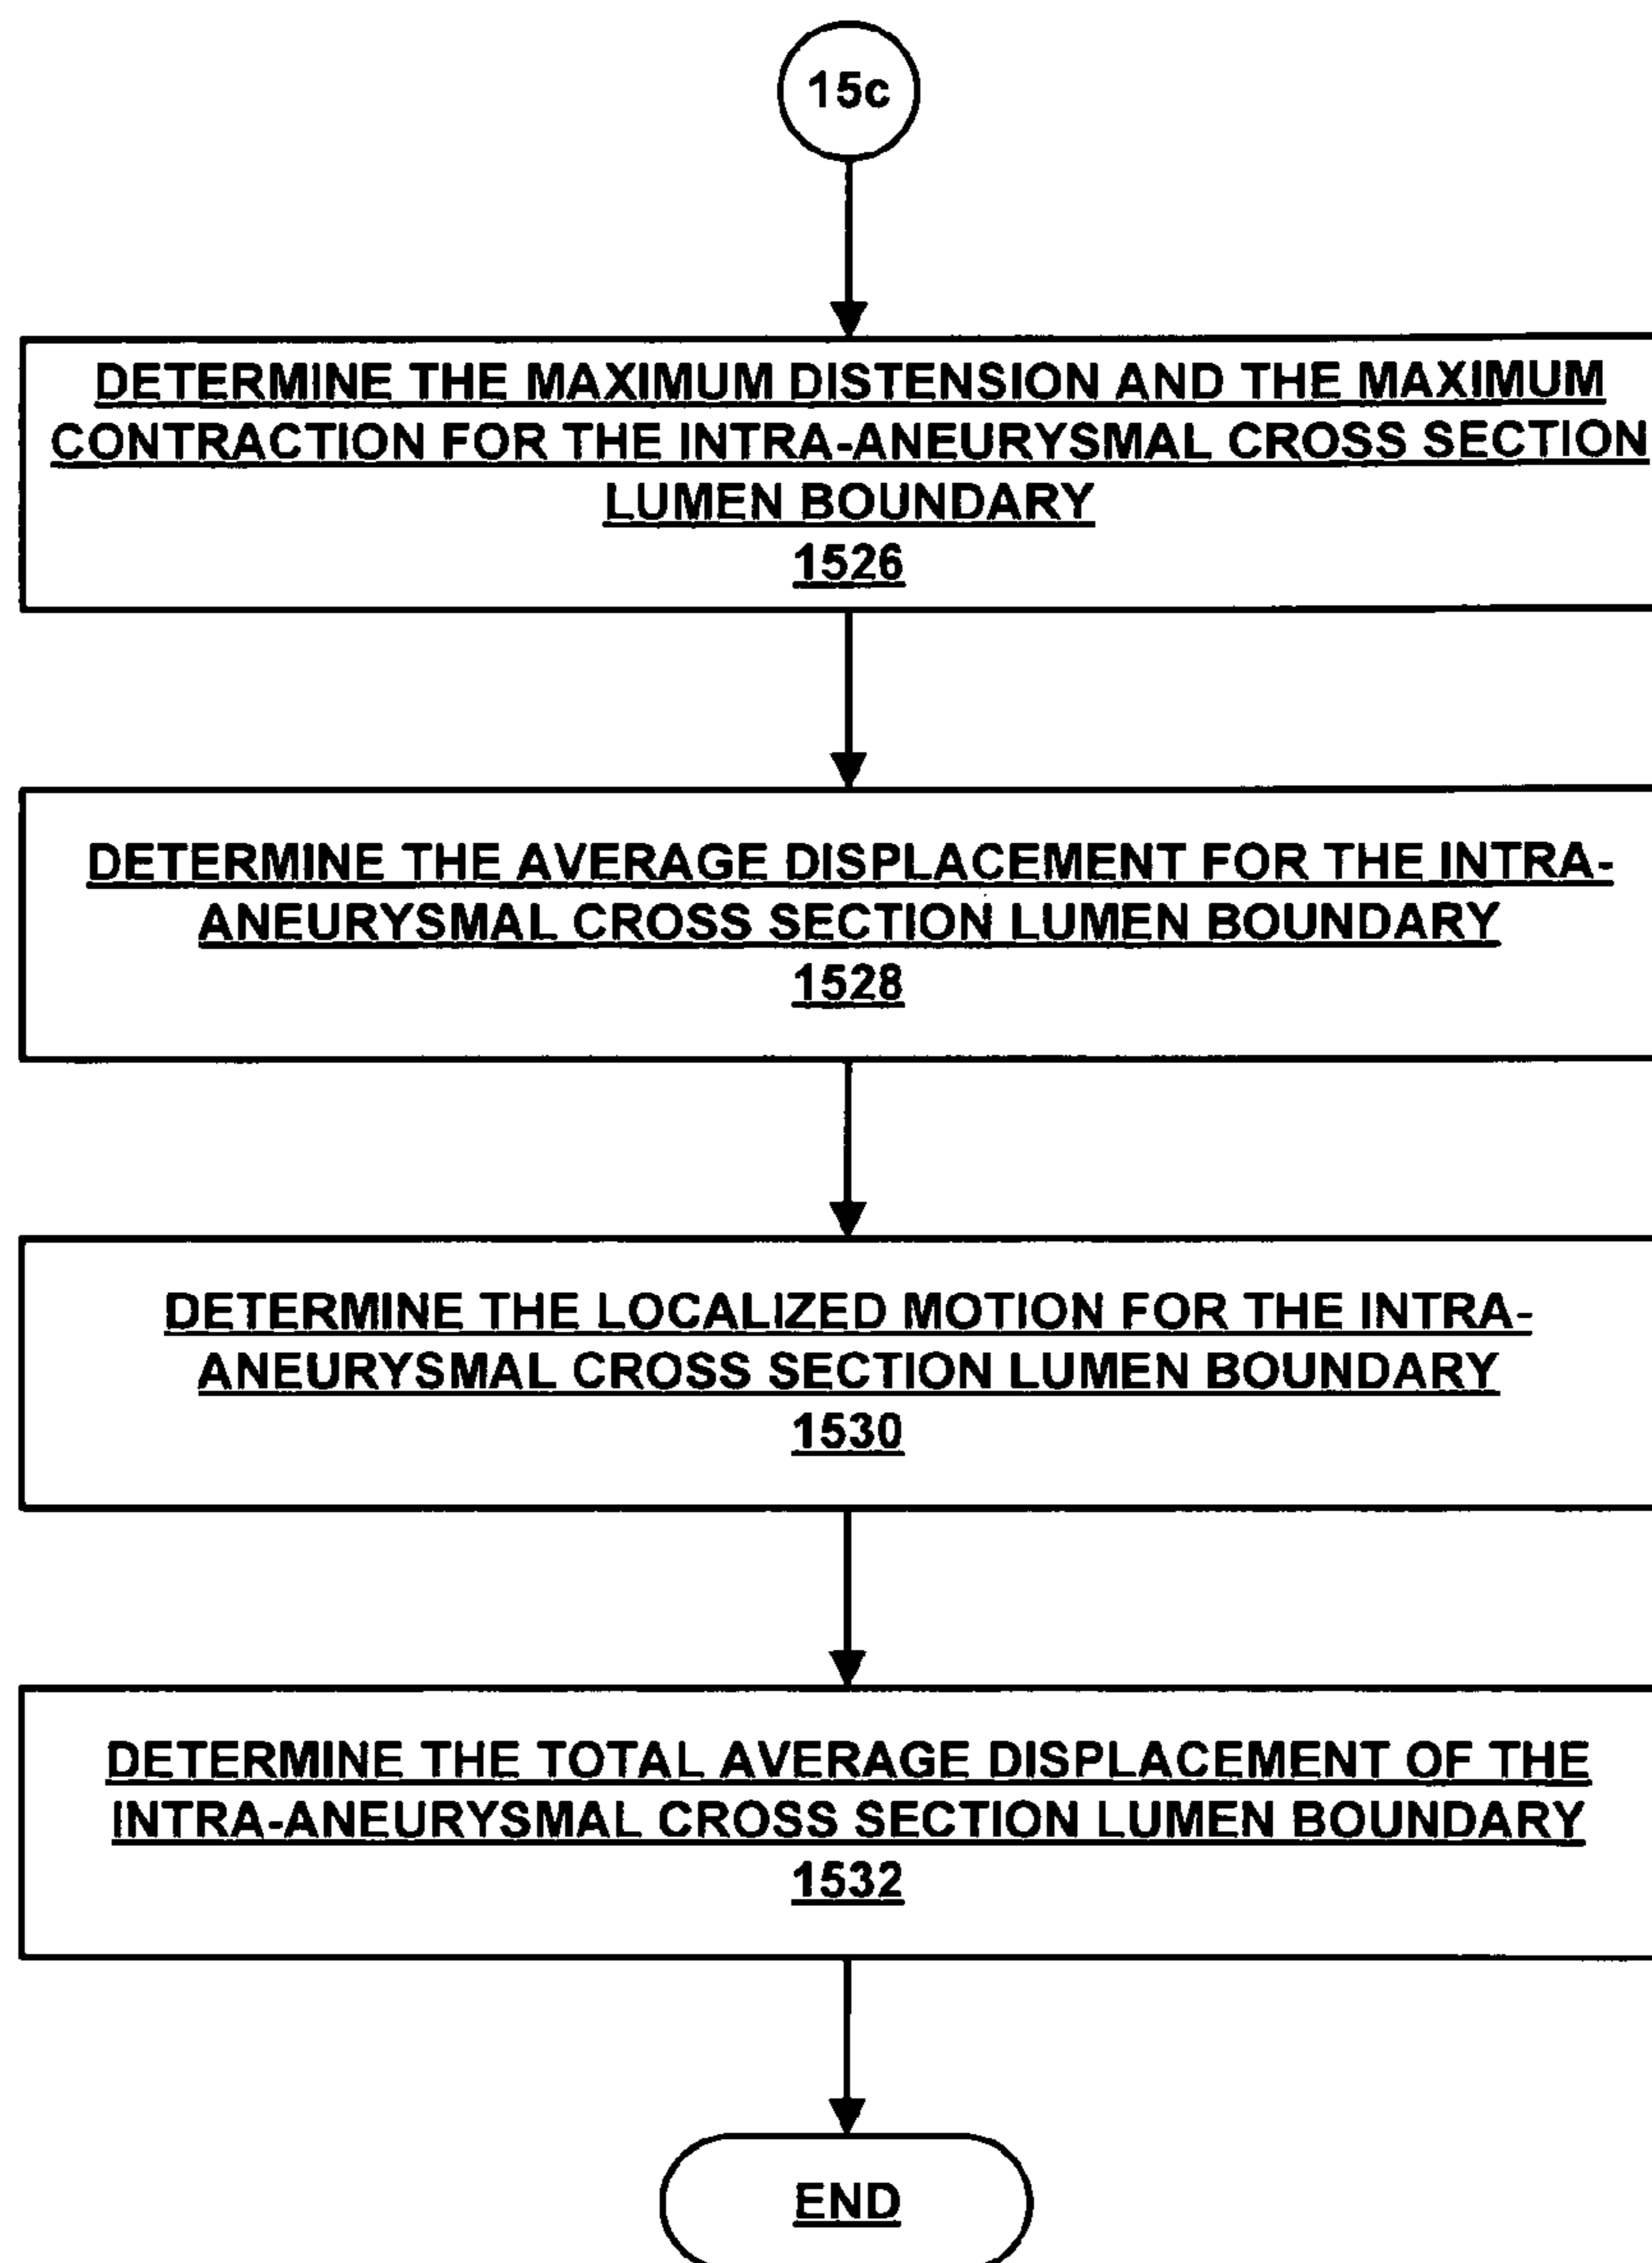 15c
DETERMINE THE MAXIMUM DISTENSION AND THE MAXIMUM
CONTRACTION FOR THE INTRA-ANEURYSMAL CROSS SECTION
LUMEN BOUNDARY
1526
DETERMINE THE AVERAGE DISPLACEMENT FOR THE INTRA-
ANEURYSMAL CROSS SECTION LUMEN BOUNDARY
1528
DETERMINE THE LOCALIZED MOTION FOR THE INTRA-
ANEURYSMAL CROSS SECTION LUMEN BOUNDARY
1530
DETERMINE THE TOTAL AVERAGE DISPLACEMENT OF THE
INTRA-ANEURYSMAL CROSS SECTION LUMEN BOUNDARY
1532
END